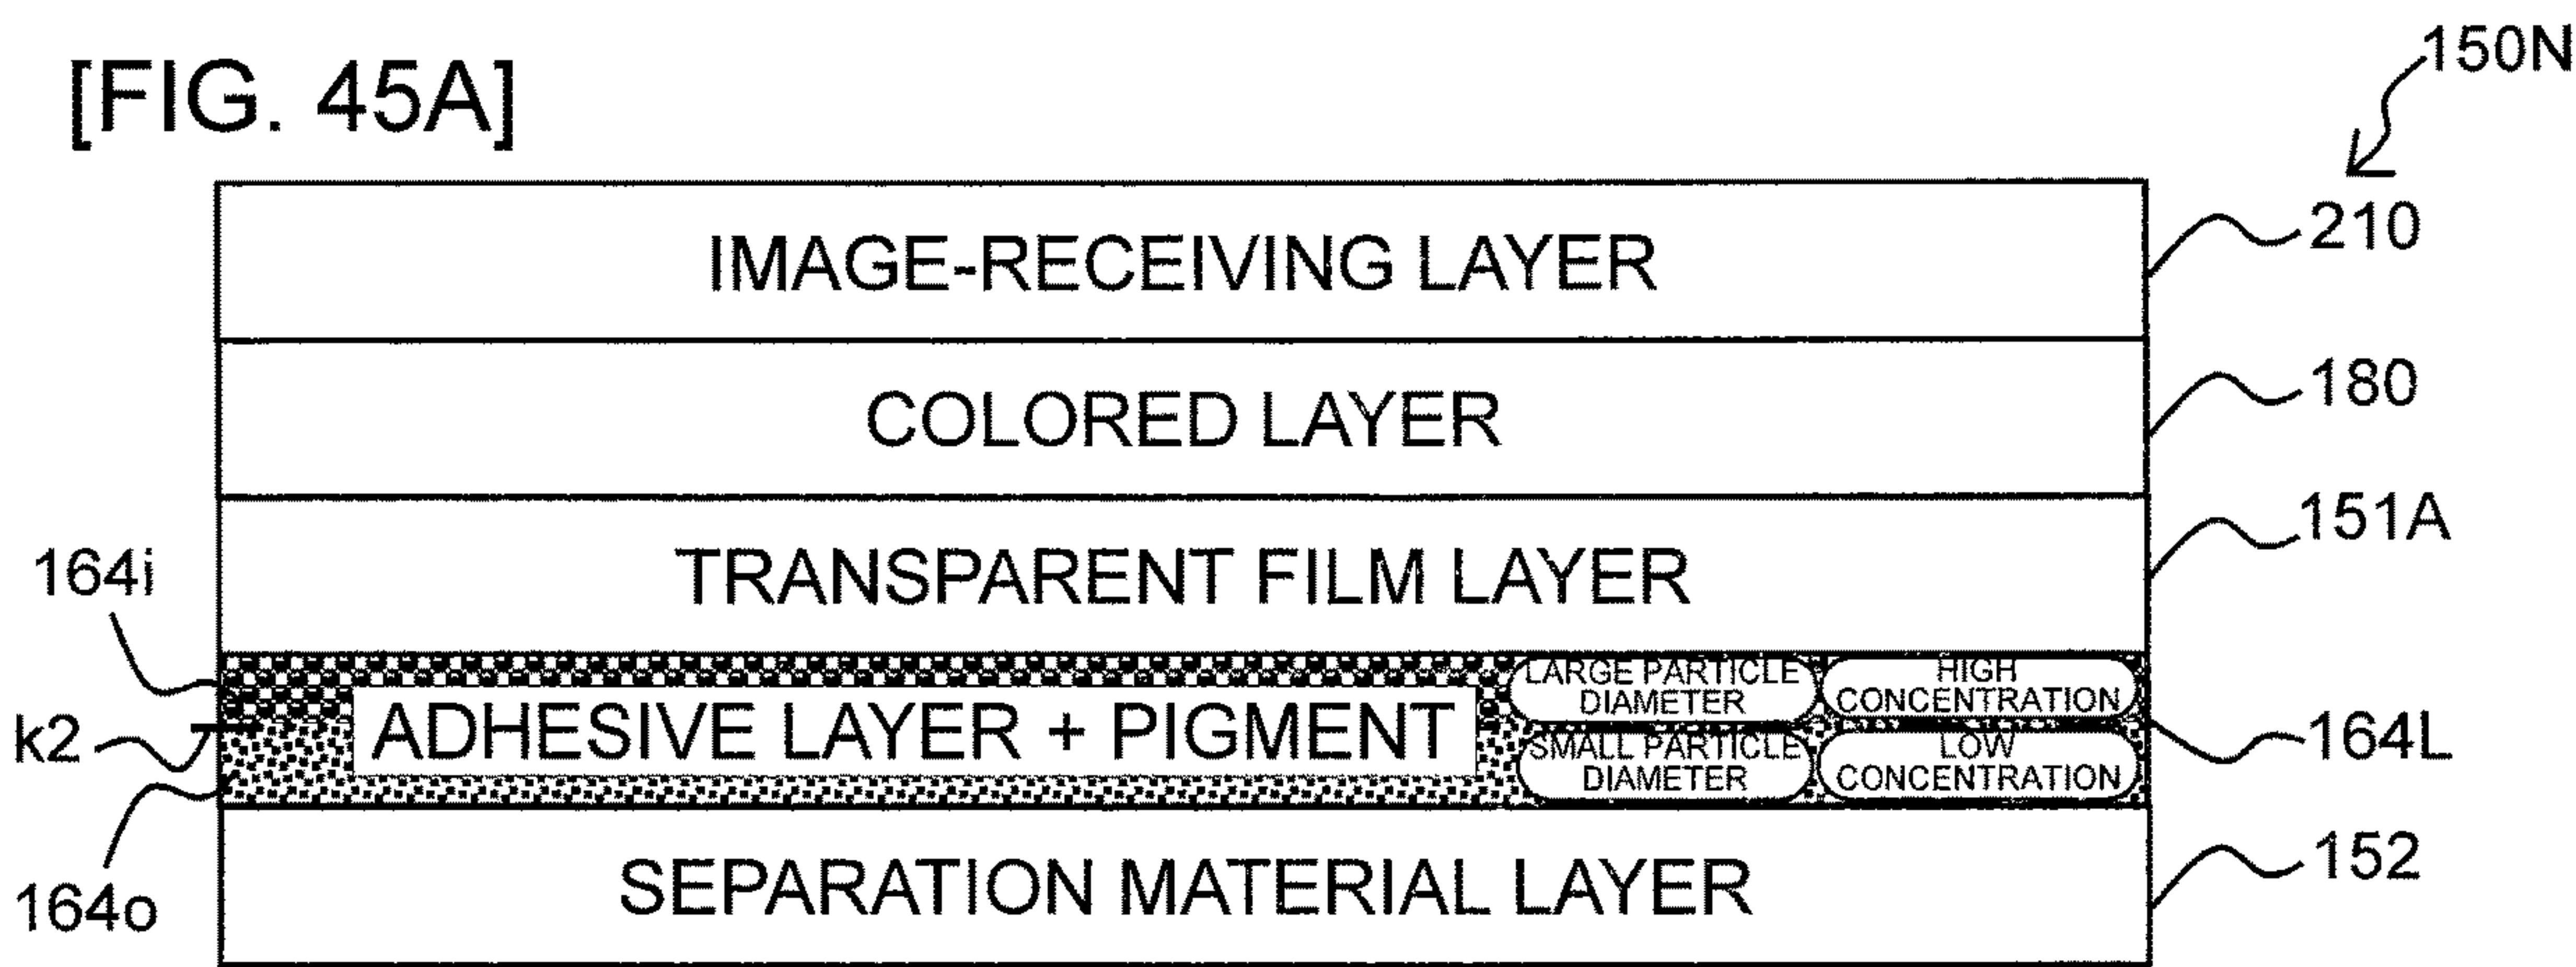 [FIG. 45A]
150N
IMAGE-RECEIVING LAYER
210
COLORED LAYER
180
TRANSPARENT FILM LAYER
151A
164i
LARGE PARTICLE
DIAMETER
HIGH
CONCENTRATION
k2
ADHESIVE LAYER + PIGMENT
164L
SMALL PARTICLE
DIAMETER
LOW
CONCENTRATION
164o
SEPARATION MATERIAL LAYER
152